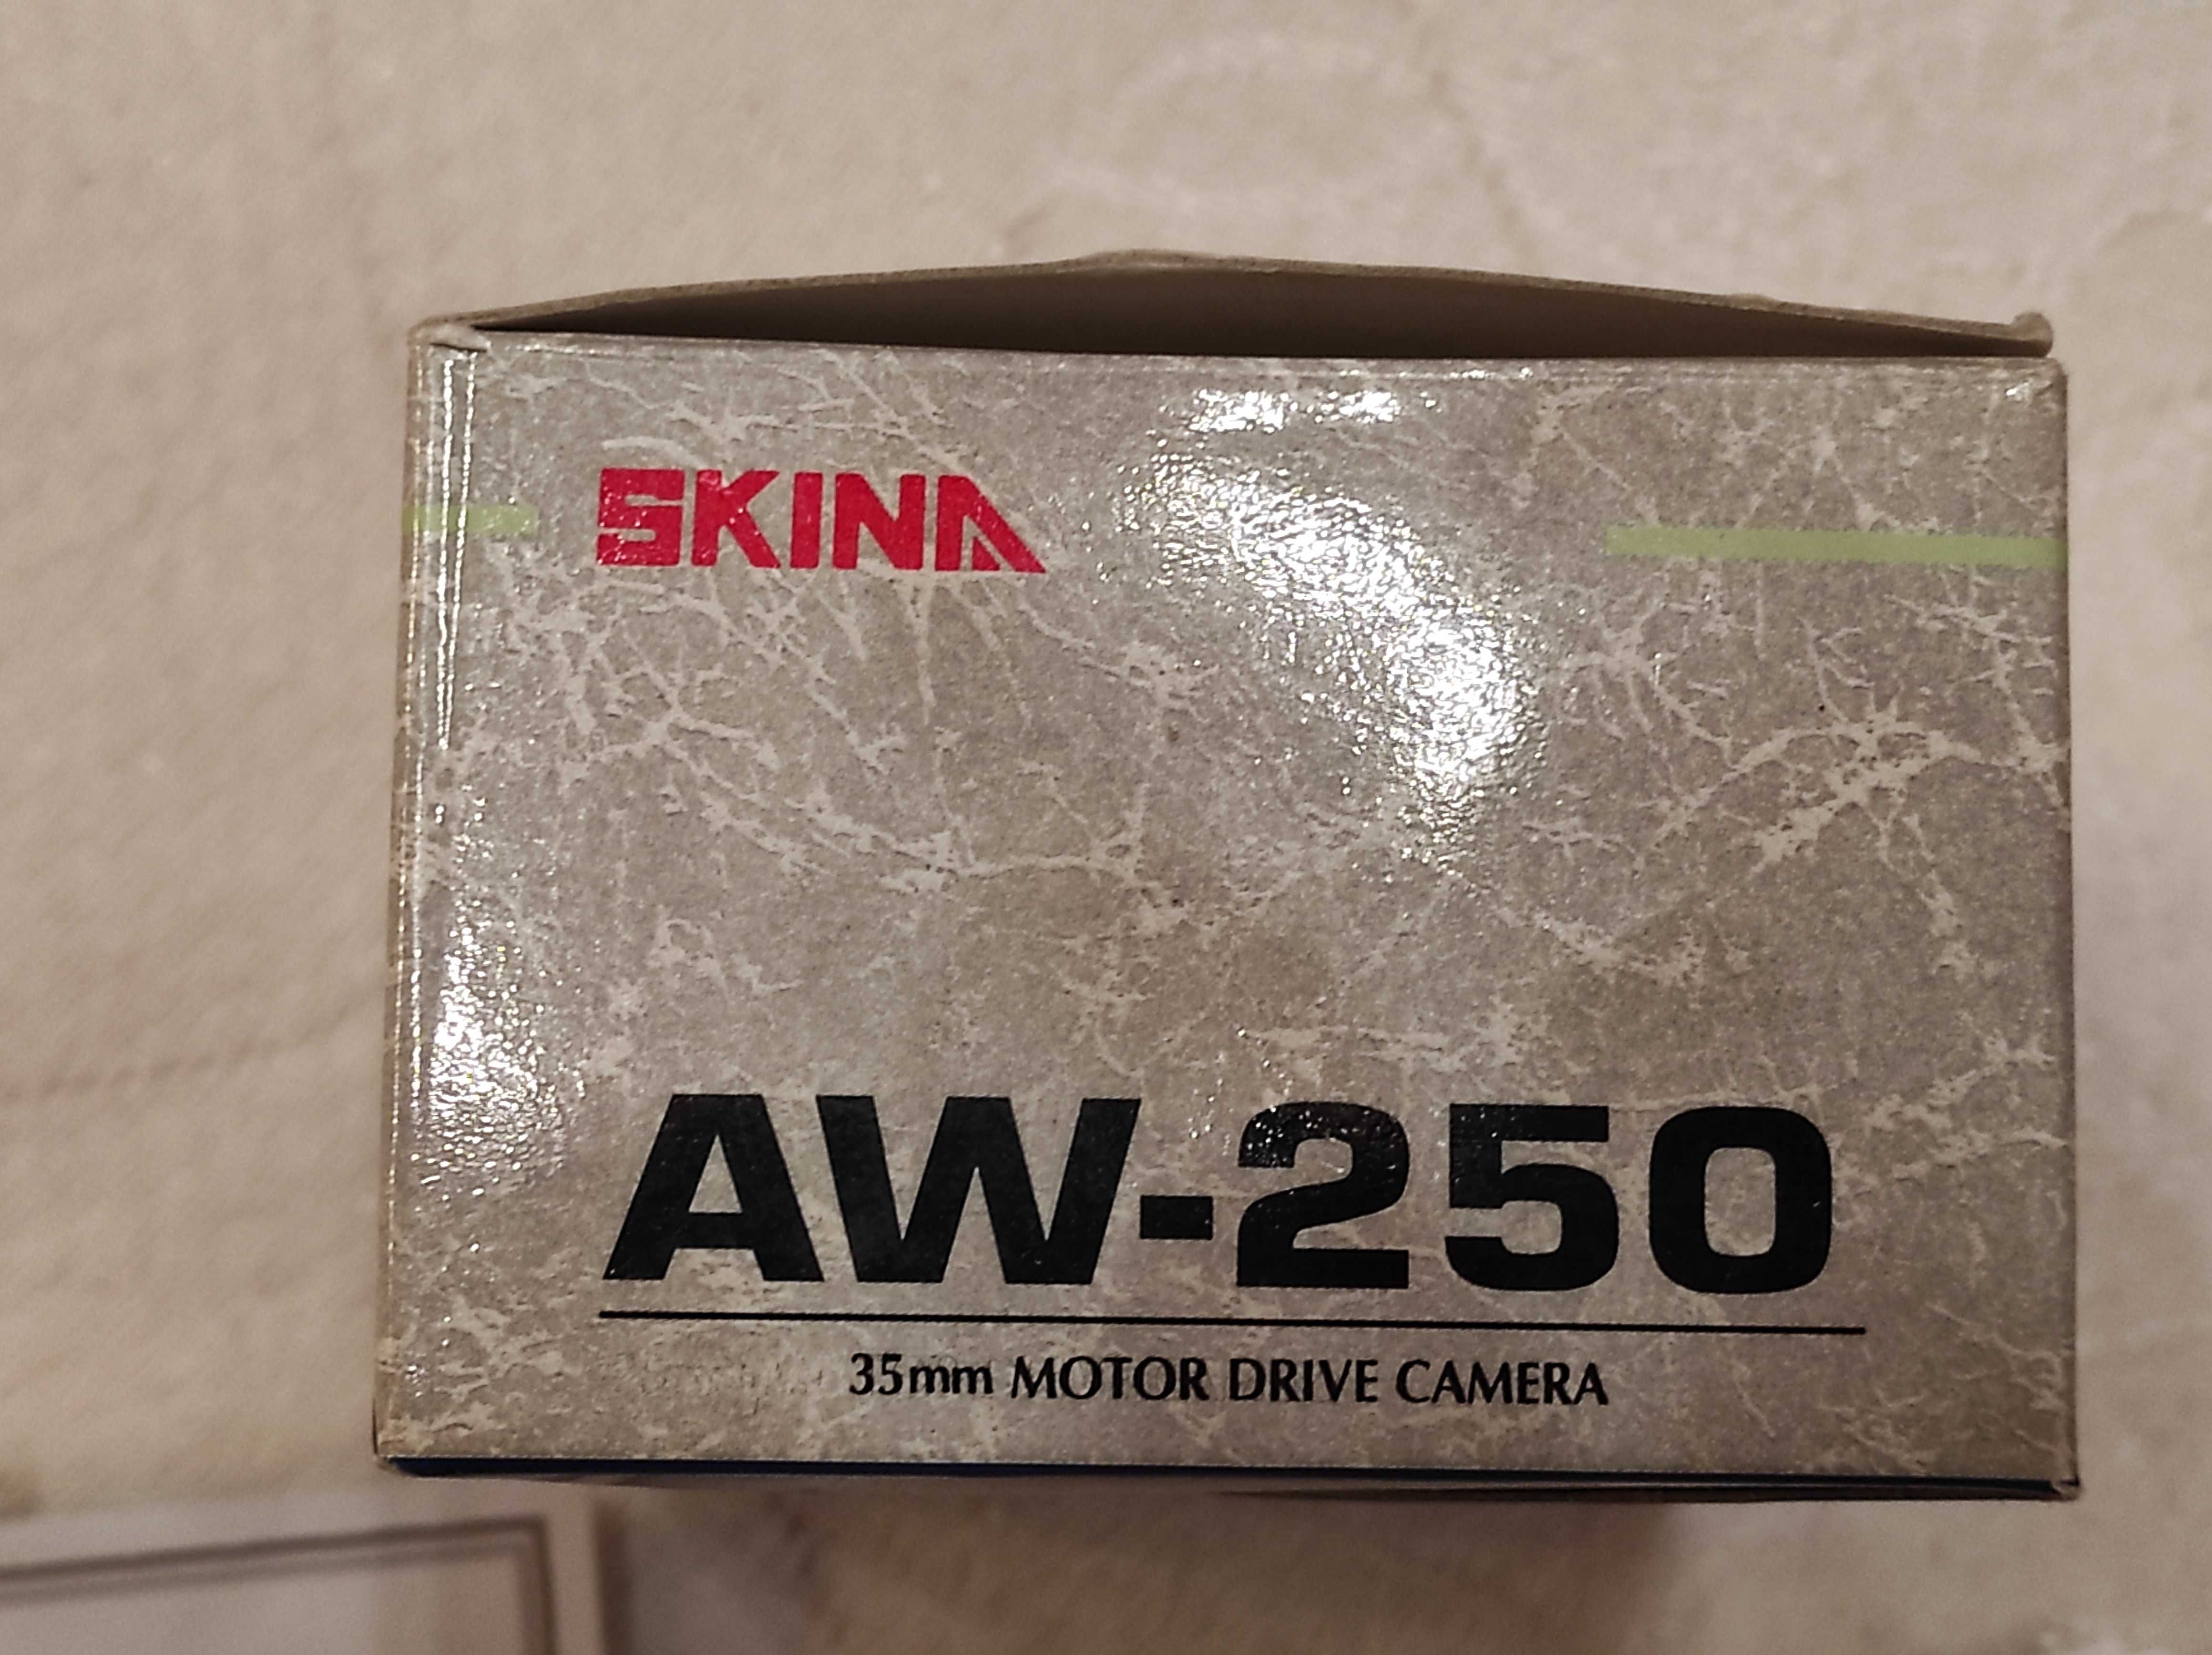 SKINA
AW-250
35mm MOTOR DRIVE CAMERA